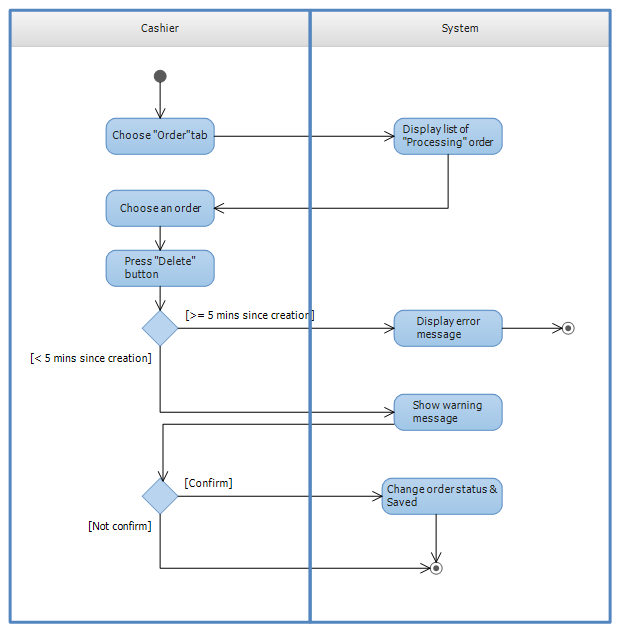 Cashier
System
Choose "Order"tab
Display list of
"Processing" order
Choose an order
Press "Delete"
button
[>= 5 mins since creation]
Display error
message
[< 5 mins since creation]
Show warning
message
[Confirm]
Change order status &
Saved
[Not confirm]